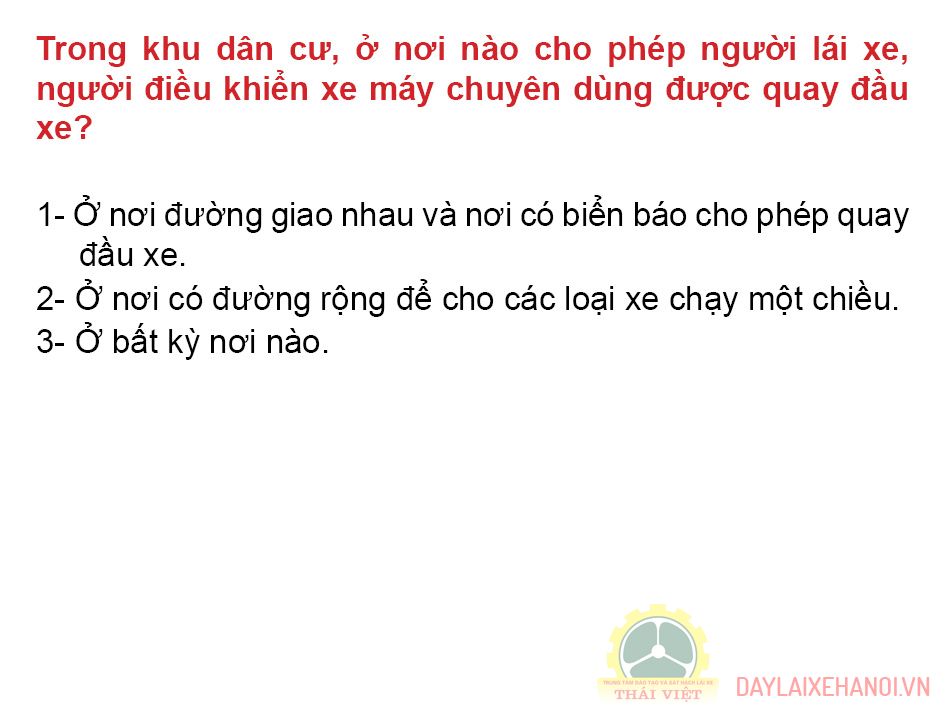 Trong khu dân cư, ở nơi nào cho phép người lái xe,
người điều khiển xe máy chuyên dùng được quay đầu
xe?
1- Ở nơi đường giao nhau và nơi có biển báo cho phép quay
đầu xe.
2- Ở nơi có đường rộng để cho các loại xe chạy một chiều.
3- Ở bất kỳ nơi nào.
TRUNG TÂM ĐÀO TẠO VÀ SÁT HẠCH LÁI XE
THÁI VIỆT
DAYLAIXEHANOI.VN